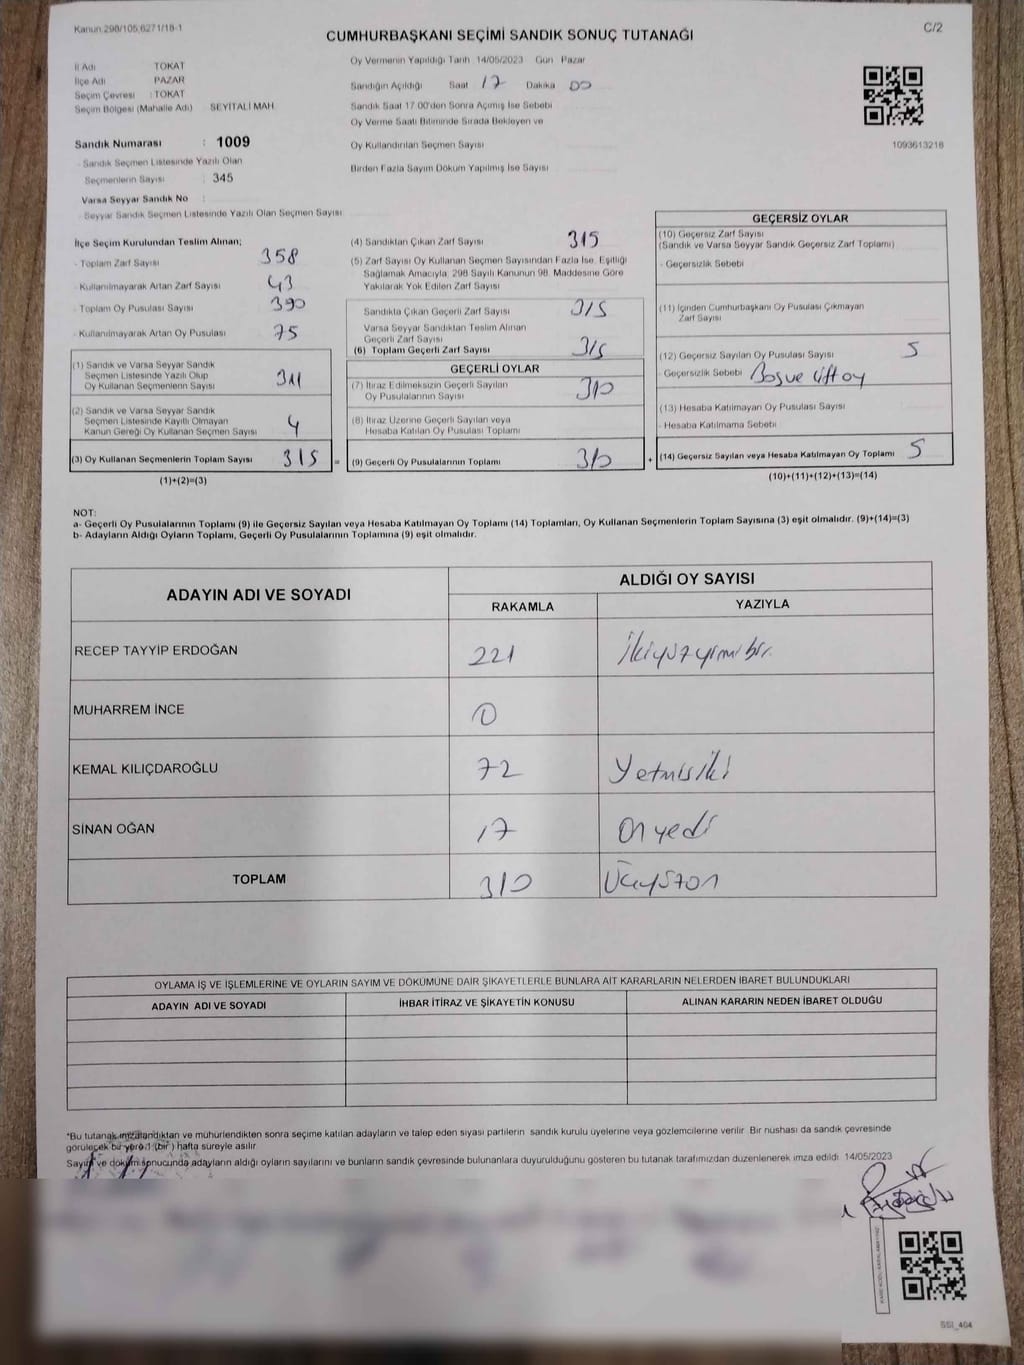 Kanun 298/105,6271/18-1
C/2
CUMHURBAŞKANI SEÇİMİ SANDIK SONUÇ TUTANAĞI
İl Adı TOKAT
İlçe Adı PAZAR
Seçim Çevresi : TOKAT
Seçim Bölgesi (Mahalle Adı) SEYİTALİ MAH.
Sandık Numarası : 1009
- Sandık Seçmen Listesinde Yazılı Olan
Seçmenlerin Sayısı : 345
Varsa Seyyar Sandık No :
- Seyyar Sandık Seçmen Listesinde Yazılı Olan Seçmen Sayısı
Oy Vermenin Yapıldığı Tarih 14/05/2023 Gün Pazar
Sandığın Açıldığı Saat 17 Dakika 00
Sandık Saat 17.00'den Sonra Açılmış İse Sebebi
Oy Verme Saati Bitiminde Sırada Bekleyen ve
Oy Kullandırılan Seçmen Sayısı
Birden Fazla Sayım Döküm Yapılmış İse Sayısı
1093613218
İlçe Seçim Kurulundan Teslim Alınan;
- Toplam Zarf Sayısı 358
- Kullanılmayarak Artan Zarf Sayısı 43
- Toplam Oy Pusulası Sayısı 390
- Kullanılmayarak Artan Oy Pusulası 75
(1) Sandık ve Varsa Seyyar Sandık
Seçmen Listesinde Yazılı Olup
Oy Kullanan Seçmenlerin Sayısı 311
(2) Sandık ve Varsa Seyyar Sandık
Seçmen Listesinde Kayıtlı Olmayan
Kanun Gereği Oy Kullanan Seçmen Sayısı 4
(3) Oy Kullanan Seçmenlerin Toplam Sayısı 315 =
(1)+(2)=(3)
(4) Sandıktan Çıkan Zarf Sayısı 315
(5) Zarf Sayısı Oy Kullanan Seçmen Sayısından Fazla İse, Eşitliği
Sağlamak Amacıyla, 298 Sayılı Kanunun 98. Maddesine Göre
Yakılarak Yok Edilen Zarf Sayısı
Sandıkta Çıkan Geçerli Zarf Sayısı 315
Varsa Seyyar Sandıktan Teslim Alınan
Geçerli Zarf Sayısı
(6) Toplam Geçerli Zarf Sayısı 315
GEÇERLİ OYLAR
(7) İtiraz Edilmeksizin Geçerli Sayılan
Oy Pusulalarının Sayısı 310
(8) İtiraz Üzerine Geçerli Sayılan veya
Hesaba Katılan Oy Pusulası Toplamı
(9) Geçerli Oy Pusulalarının Toplamı 310 +
GEÇERSİZ OYLAR
(10) Geçersiz Zarf Sayısı
(Sandık ve Varsa Seyyar Sandık Geçersiz Zarf Toplamı)
- Geçersizlik Sebebi
(11) İçinden Cumhurbaşkanı Oy Pusulası Çıkmayan
Zarf Sayısı
(12) Geçersiz Sayılan Oy Pusulası Sayısı 5
- Geçersizlik Sebebi Boş ve çift oy
(13) Hesaba Katılmayan Oy Pusulası Sayısı
- Hesaba Katılmama Sebebi
(14) Geçersiz Sayılan veya Hesaba Katılmayan Oy Toplamı 5
(10)+(11)+(12)+(13)=(14)
NOT:
a- Geçerli Oy Pusulalarının Toplamı (9) ile Geçersiz Sayılan veya Hesaba Katılmayan Oy Toplamı (14) Toplamları, Oy Kullanan Seçmenlerin Toplam Sayısına (3) eşit olmalıdır. (9)+(14)=(3)
b- Adayların Aldığı Oyların Toplamı, Geçerli Oy Pusulalarının Toplamına (9) eşit olmalıdır.
ADAYIN ADI VE SOYADI ALDIĞI OY SAYISI
RAKAMLA YAZIYLA
RECEP TAYYİP ERDOĞAN 221 İkiyüzyirmibir
MUHARREM İNCE 0
KEMAL KILIÇDAROĞLU 72 Yetmişiki
SİNAN OĞAN 17 Onyedi
TOPLAM 310 Üçyüzon
OYLAMA İŞ VE İŞLEMLERİNE VE OYLARIN SAYIM VE DÖKÜMÜNE DAİR ŞİKAYETLERLE BUNLARA AİT KARARLARIN NELERDEN İBARET BULUNDUKLARI
ADAYIN ADI VE SOYADI İHBAR İTİRAZ VE ŞİKAYETİN KONUSU ALINAN KARARIN NEDEN İBARET OLDUĞU
*Bu tutanak imzalandıktan ve mühürlendikten sonra seçime katılan adayların ve talep eden siyasi partilerin sandık kurulu üyelerine veya gözlemcilerine verilir. Bir nüshası da sandık çevresinde
görülecek bir yere 1 (bir) hafta süreyle asılır.
Sayım ve döküm sonucunda adayların aldığı oyların sayılarını ve bunların sandık çevresinde bulunanlara duyurulduğunu gösteren bu tutanak tarafımızdan düzenlenerek imza edildi. 14/05/2023
SSI_404